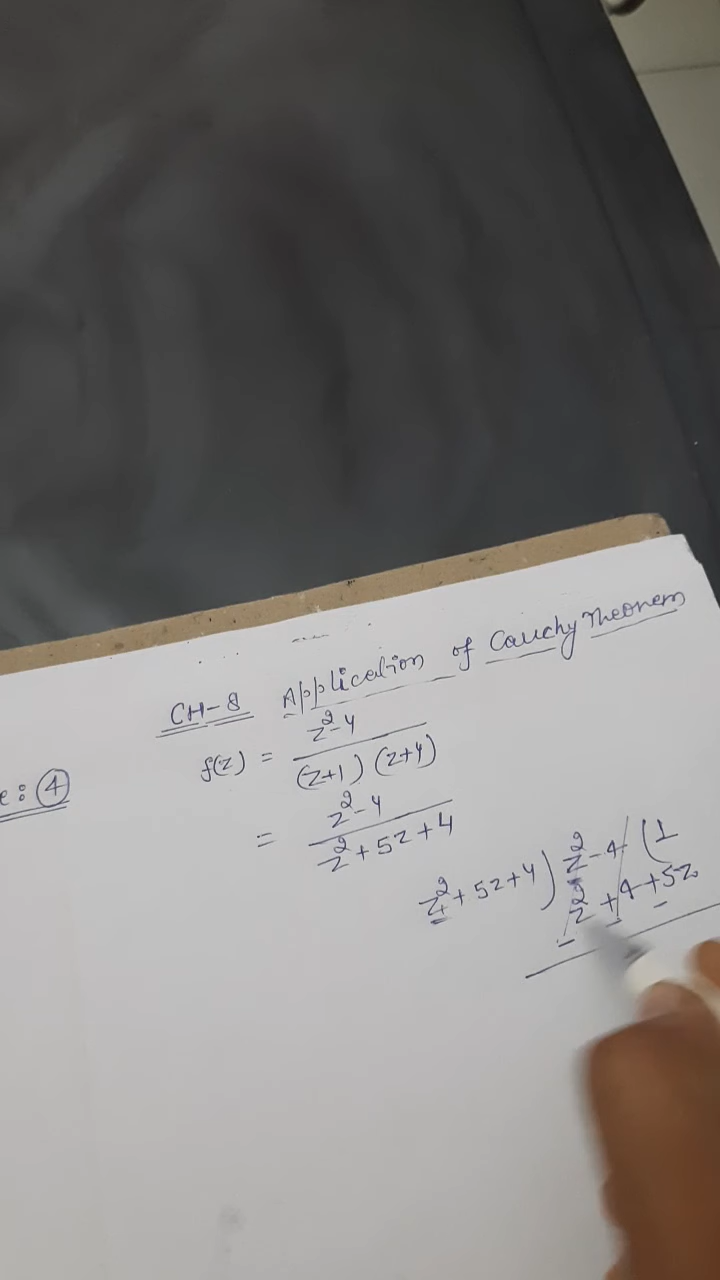 CH-8 Application of Cauchy Theorem
e: 4
f(z) = z²-4 / (z+1) (z+4)
= z²-4 / z²+5z+4
z²+5z+4 ) z²-4 ( 1
z²+4+5z
- - -